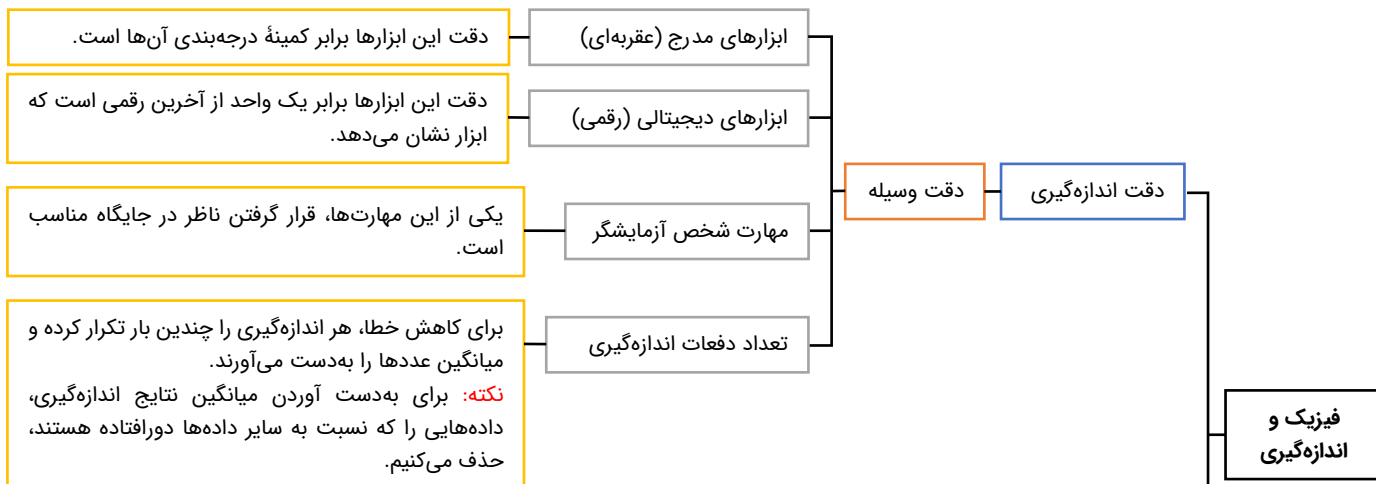 ابزارهای مدرج (عقربه‌ای)
دقت این ابزارها برابر کمینهٔ درجه‌بندی آن‌ها است.
ابزارهای دیجیتالی (رقمی)
دقت این ابزارها برابر یک واحد از آخرین رقمی است که
ابزار نشان می‌دهد.
دقت اندازه‌گیری
دقت وسیله
مهارت شخص آزمایشگر
یکی از این مهارت‌ها، قرار گرفتن ناظر در جایگاه مناسب
است.
تعداد دفعات اندازه‌گیری
برای کاهش خطا، هر اندازه‌گیری را چندین بار تکرار کرده و
میانگین عددها را به‌دست می‌آورند.
نکته: برای به‌دست آوردن میانگین نتایج اندازه‌گیری،
داده‌هایی را که نسبت به سایر داده‌ها دورافتاده هستند،
حذف می‌کنیم.
فیزیک و
اندازه‌گیری